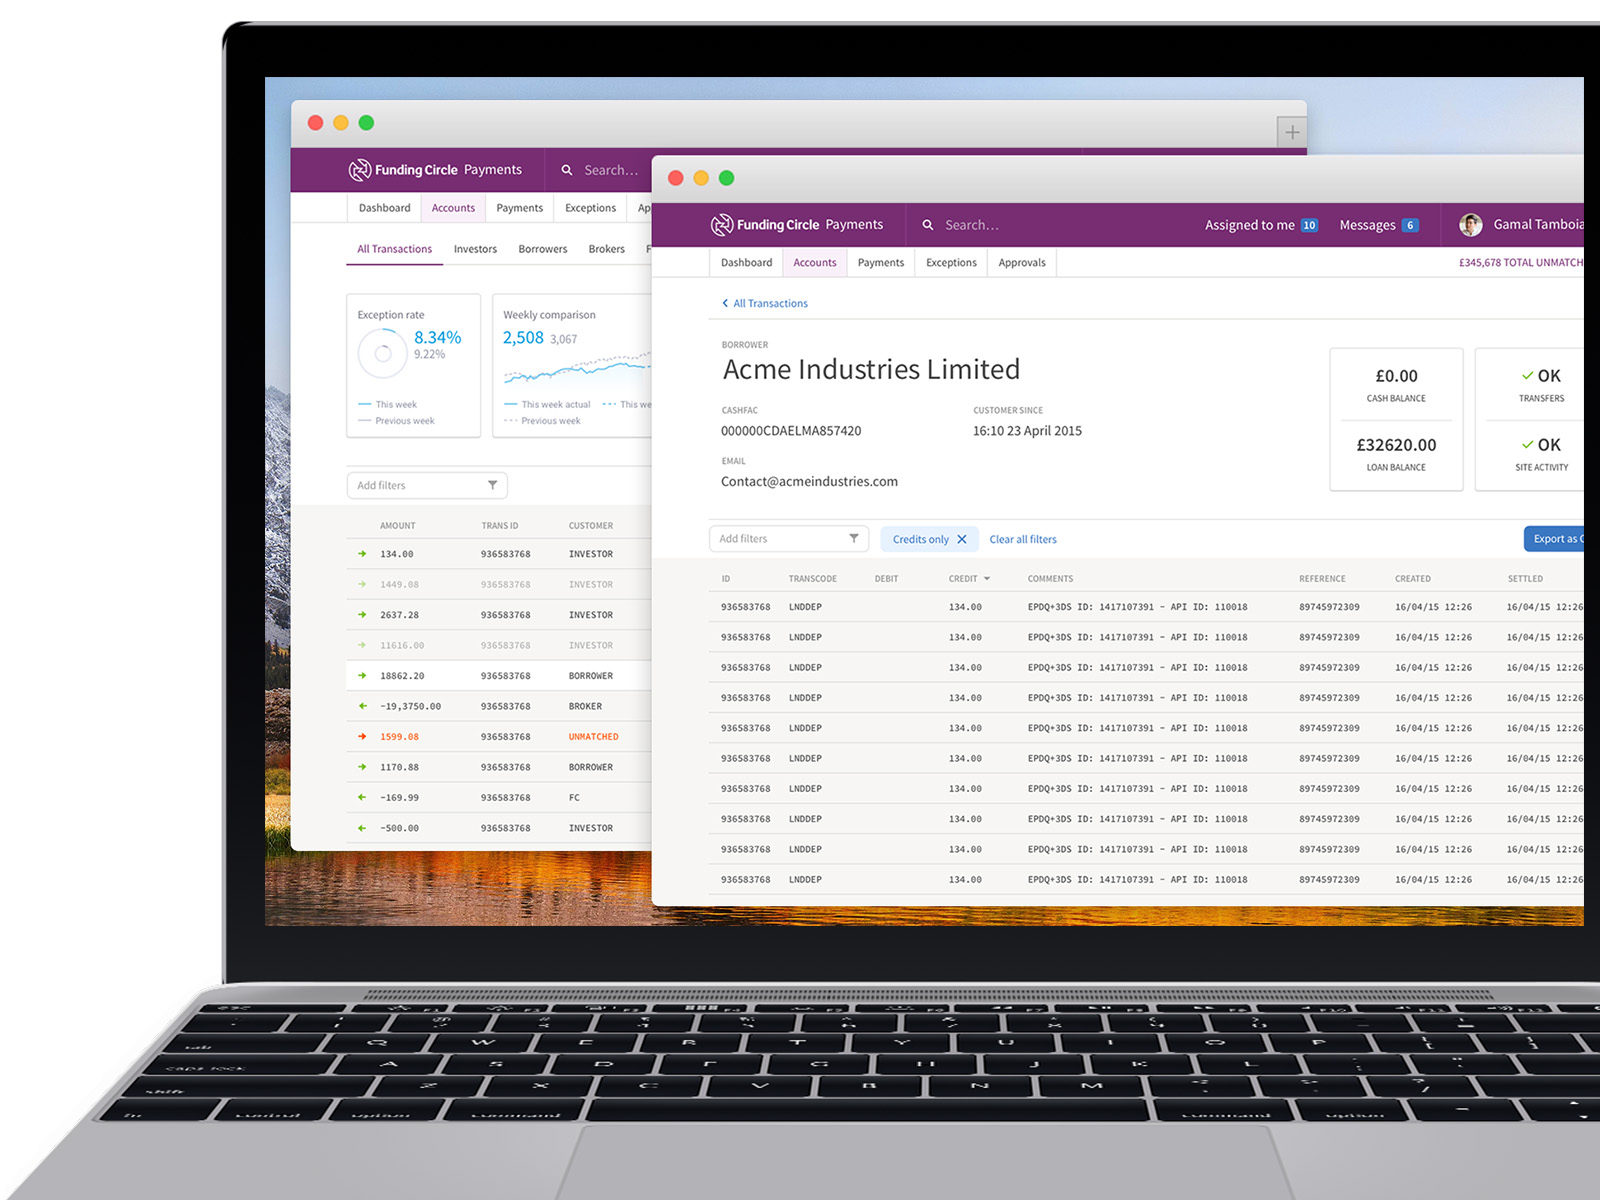 Funding Circle Payments
Search...
Dashboard Accounts Payments Exceptions Ap
All Transactions Investors Borrowers Brokers F
Exception rate
8.34%
9.22%
This week
Previous week
Weekly comparison
2,508 3,067
This week actual This we
Previous week
Add filters
AMOUNT TRANS ID CUSTOMER
134.00 936583768 INVESTOR
1449.08 936583768 INVESTOR
2637.28 936583768 INVESTOR
11616.00 936583768 INVESTOR
18862.20 936583768 BORROWER
-19,3750.00 936583768 BROKER
1599.08 936583768 UNMATCHED
1170.88 936583768 BORROWER
-169.99 936583768 FC
-500.00 936583768 INVESTOR
Funding Circle Payments
Search...
Assigned to me 10 Messages 6 Gamal Tamboia
Dashboard Accounts Payments Exceptions Approvals
£345,678 TOTAL UNMATCH
All Transactions
BORROWER
Acme Industries Limited
CASHFAC CUSTOMER SINCE
000000CDAELMA857420 16:10 23 April 2015
EMAIL
Contact@acmeindustries.com
£0.00
CASH BALANCE
£32620.00
LOAN BALANCE
OK
TRANSFERS
OK
SITE ACTIVITY
Add filters Credits only Clear all filters Export as C
ID TRANSCODE DEBIT CREDIT COMMENTS REFERENCE CREATED SETTLED
936583768 LNDDEP 134.00 EPDQ+3DS ID: 1417107391 - API ID: 110018 89745972309 16/04/15 12:26 16/04/15 12:26
936583768 LNDDEP 134.00 EPDQ+3DS ID: 1417107391 - API ID: 110018 89745972309 16/04/15 12:26 16/04/15 12:26
936583768 LNDDEP 134.00 EPDQ+3DS ID: 1417107391 - API ID: 110018 89745972309 16/04/15 12:26 16/04/15 12:26
936583768 LNDDEP 134.00 EPDQ+3DS ID: 1417107391 - API ID: 110018 89745972309 16/04/15 12:26 16/04/15 12:26
936583768 LNDDEP 134.00 EPDQ+3DS ID: 1417107391 - API ID: 110018 89745972309 16/04/15 12:26 16/04/15 12:26
936583768 LNDDEP 134.00 EPDQ+3DS ID: 1417107391 - API ID: 110018 89745972309 16/04/15 12:26 16/04/15 12:26
936583768 LNDDEP 134.00 EPDQ+3DS ID: 1417107391 - API ID: 110018 89745972309 16/04/15 12:26 16/04/15 12:26
936583768 LNDDEP 134.00 EPDQ+3DS ID: 1417107391 - API ID: 110018 89745972309 16/04/15 12:26 16/04/15 12:26
936583768 LNDDEP 134.00 EPDQ+3DS ID: 1417107391 - API ID: 110018 89745972309 16/04/15 12:26 16/04/15 12:26
936583768 LNDDEP 134.00 EPDQ+3DS ID: 1417107391 - API ID: 110018 89745972309 16/04/15 12:26 16/04/15 12:26
esc
tab Q W E R T Y U I O P
caps lock A S D F G H J K L
shift Z X C V B N M
fn control option command command option